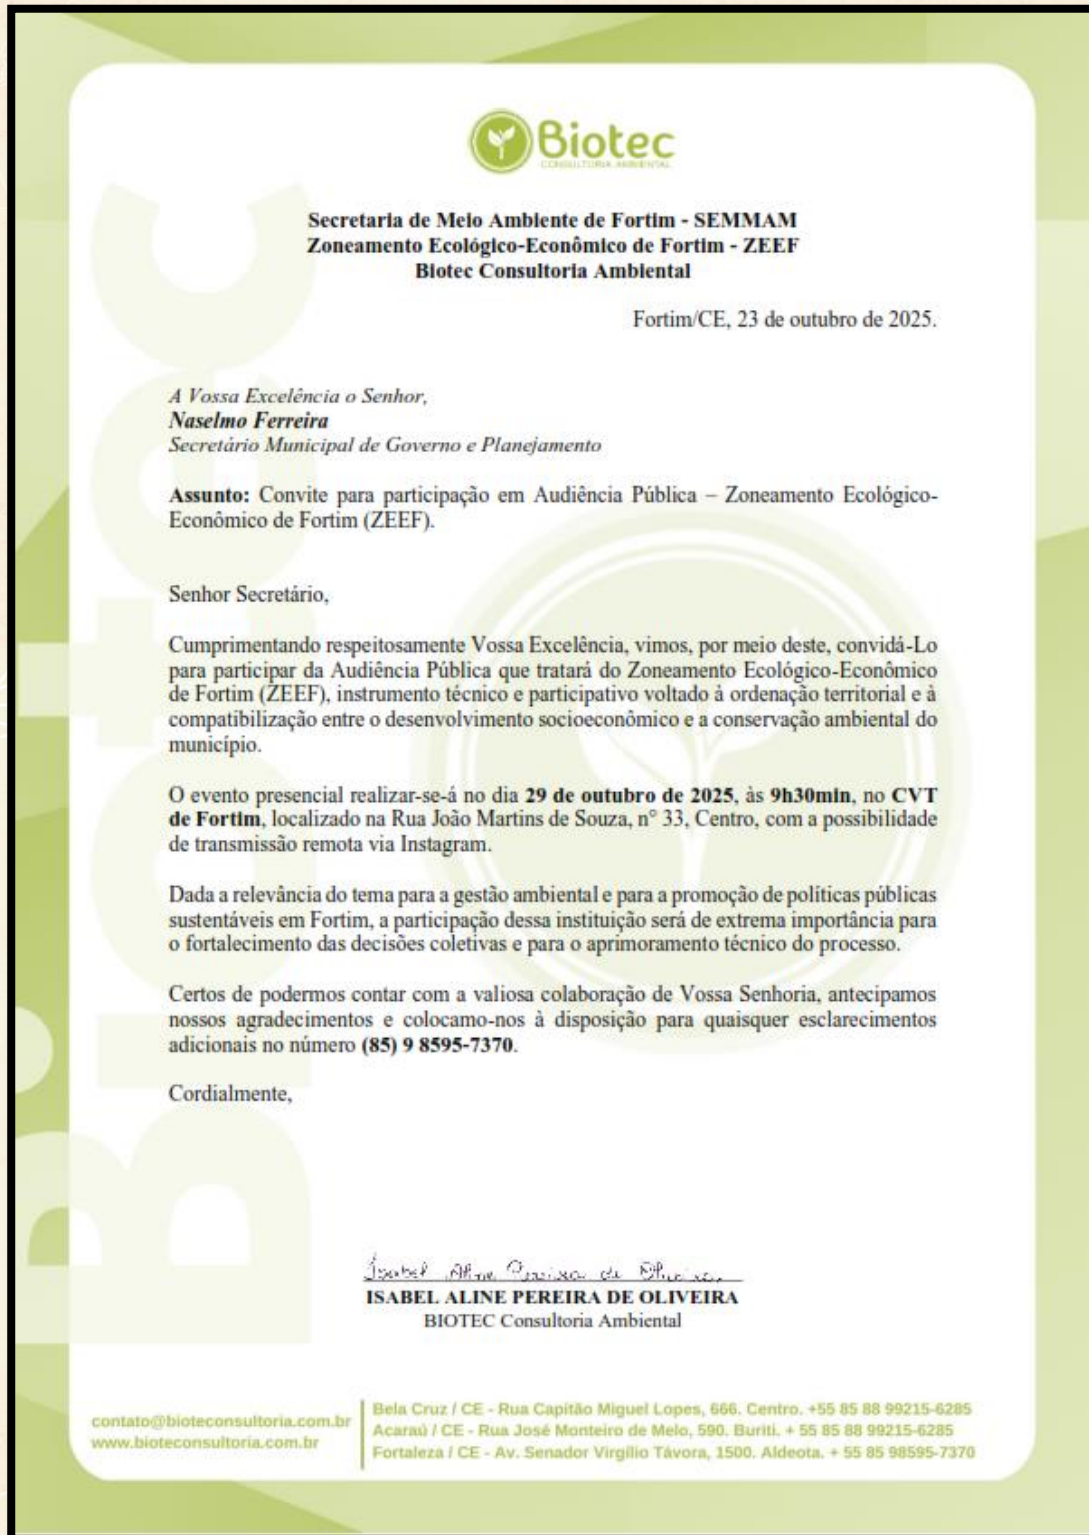 Biotec
CONSULTORIA AMBIENTAL
Secretaria de Meio Ambiente de Fortim - SEMMAM
Zoneamento Ecológico-Econômico de Fortim - ZEEF
Biotec Consultoria Ambiental
Fortim/CE, 23 de outubro de 2025.
A Vossa Excelência o Senhor,
Naselmo Ferreira
Secretário Municipal de Governo e Planejamento
Assunto: Convite para participação em Audiência Pública – Zoneamento Ecológico-
Econômico de Fortim (ZEEF).
Senhor Secretário,
Cumprimentando respeitosamente Vossa Excelência, vimos, por meio deste, convidá-Lo
para participar da Audiência Pública que tratará do Zoneamento Ecológico-Econômico
de Fortim (ZEEF), instrumento técnico e participativo voltado à ordenação territorial e à
compatibilização entre o desenvolvimento socioeconômico e a conservação ambiental do
município.
O evento presencial realizar-se-á no dia 29 de outubro de 2025, às 9h30min, no CVT
de Fortim, localizado na Rua João Martins de Souza, n° 33, Centro, com a possibilidade
de transmissão remota via Instagram.
Dada a relevância do tema para a gestão ambiental e para a promoção de políticas públicas
sustentáveis em Fortim, a participação dessa instituição será de extrema importância para
o fortalecimento das decisões coletivas e para o aprimoramento técnico do processo.
Certos de podermos contar com a valiosa colaboração de Vossa Senhoria, antecipamos
nossos agradecimentos e colocamo-nos à disposição para quaisquer esclarecimentos
adicionais no número (85) 9 8595-7370.
Cordialmente,
Isabel Aline Pereira de Oliveira
ISABEL ALINE PEREIRA DE OLIVEIRA
BIOTEC Consultoria Ambiental
contato@bioteconsultoria.com.br
www.bioteconsultoria.com.br
Bela Cruz / CE - Rua Capitão Miguel Lopes, 666. Centro. +55 85 88 99215-6285
Acaraú / CE - Rua José Monteiro de Melo, 590. Buriti. + 55 85 88 99215-6285
Fortaleza / CE - Av. Senador Virgílio Távora, 1500. Aldeota. + 55 85 98595-7370
Biotec